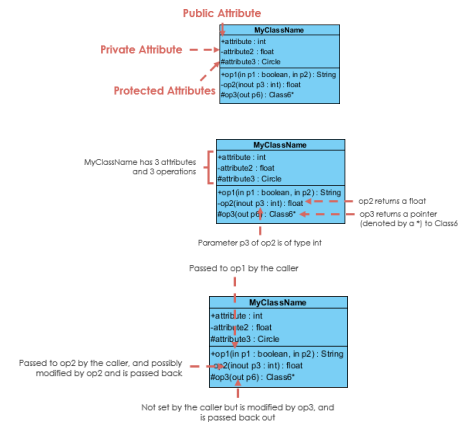 Public Attribute
MyClassName
+attribute : int
Private Attribute
-attribute2 : float
#attribute3 : Circle
Protected Attributes
+op1(in p1 : boolean, in p2) : String
-op2(inout p3 : int) : float
#op3(out p6) : Class6*
MyClassName
+attribute : int
-attribute2 : float
#attribute3 : Circle
MyClassName has 3 attributes
and 3 operations
+op1(in p1 : boolean, in p2) : String
-op2(inout p3 : int) : float
#op3(out p6) : Class6*
op2 returns a float
op3 returns a pointer
(denoted by a *) to Class6
Parameter p3 of op2 is of type int
Passed to op1 by the caller
MyClassName
+attribute : int
-attribute2 : float
#attribute3 : Circle
+op1(in p1 : boolean, in p2) : String
-op2(inout p3 : int) : float
#op3(out p6) : Class6*
Passed to op2 by the caller, and possibly
modified by op2 and is passed back
Not set by the caller but is modified by op3, and
is passed back out